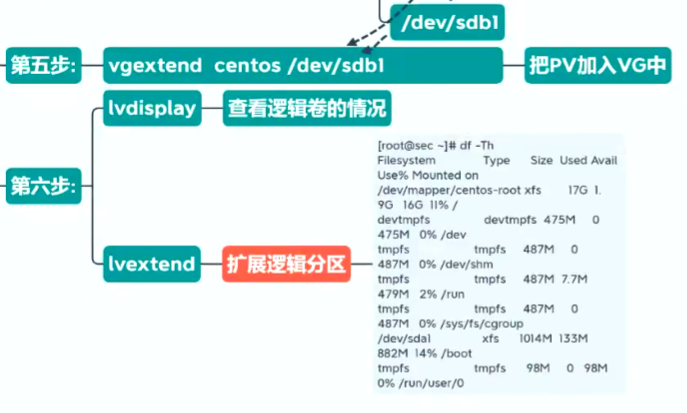 /dev/sdb1
第五步:
vgextend centos /dev/sdb1
把PV加入VG中
lvdisplay
查看逻辑卷的情况
第六步:
lvextend
扩展逻辑分区
[root@sec ~]# df -Th
Filesystem Type Size Used Avail
Use% Mounted on
/dev/mapper/centos-root xfs 17G 1.
9G 16G 11% /
devtmpfs devtmpfs 475M 0
475M 0% /dev
tmpfs tmpfs 487M 0
487M 0% /dev/shm
tmpfs tmpfs 487M 7.7M
479M 2% /run
tmpfs tmpfs 487M 0
487M 0% /sys/fs/cgroup
/dev/sda1 xfs 1014M 133M
882M 14% /boot
tmpfs tmpfs 98M 0 98M
0% /run/user/0